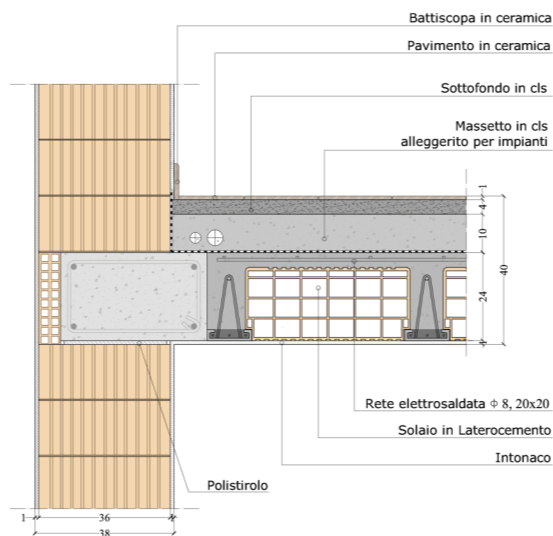 Battiscopa in ceramica
Pavimento in ceramica
Sottofondo in cls
Massetto in cls
alleggerito per impianti
1
4
10
40
24
1
Rete elettrosaldata ϕ 8, 20x20
Solaio in Laterocemento
Intonaco
Polistirolo
1
36
1
38